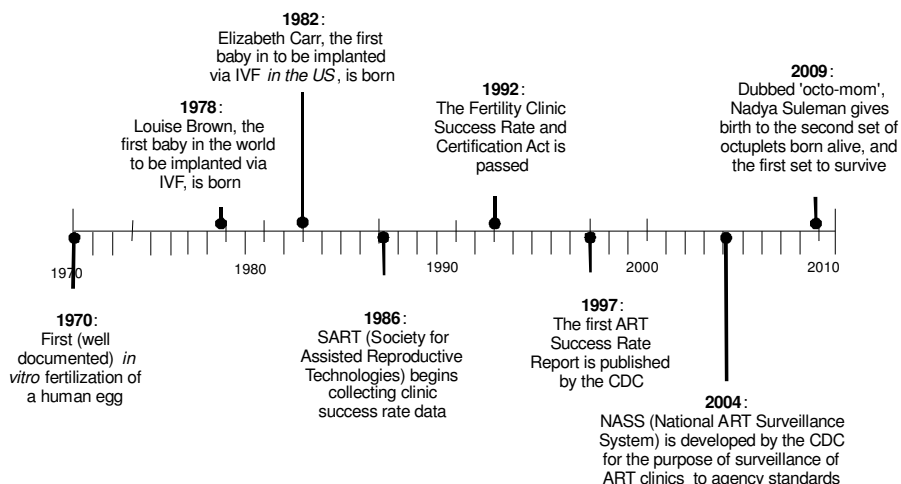 1982:
Elizabeth Carr, the first
baby in to be implanted
via IVF in the US, is
born
1978:
Louise Brown, the
first baby in the world
to be implanted via
IVF, is born
1992:
The Fertility Clinic
Success Rate and
Certification Act is
passed
2009:
Dubbed 'octo-mom',
Nadya Suleman gives
birth to the second set of
octuplets born alive, and
the first set to survive
1970
1980
1990
2000
2010
1970:
First (well
documented) in
vitro fertilization of
a human egg
1986:
SART (Society for
Assisted Reproductive
Technologies) begins
collecting clinic
success rate data
1997:
The first ART
Success Rate
Report is published
by the CDC
2004:
NASS (National ART Surveillance
System) is developed by the CDC
for the purpose of surveillance of
ART clinics to agency standards